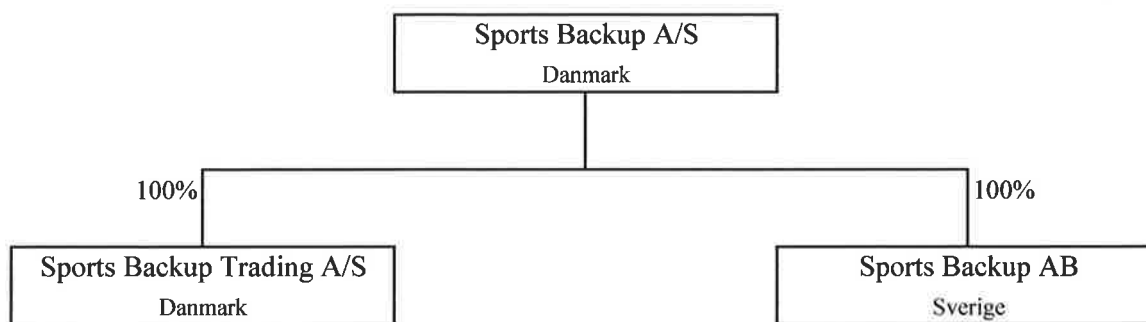 Sports Backup A/S
Danmark
100%
100%
Sports Backup Trading A/S
Danmark
Sports Backup AB
Sverige